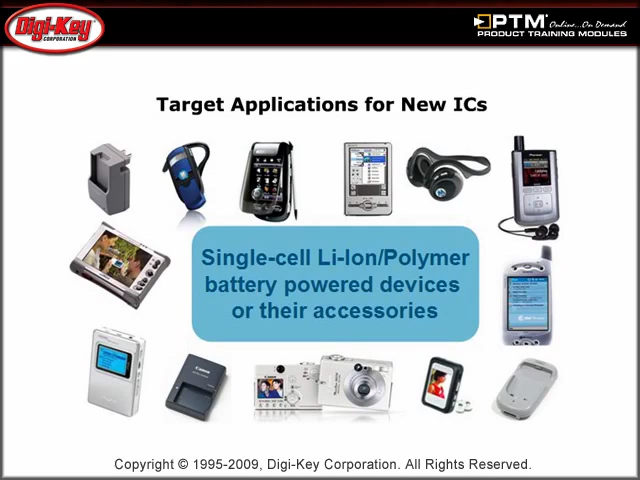 Digi-Key
CORPORATION
PTM
Online...On Demand
PRODUCT TRAINING MODULES
Target Applications for New ICs
Single-cell Li-Ion/Polymer
battery powered devices
or their accessories
Canon
Copyright © 1995-2009, Digi-Key Corporation. All Rights Reserved.